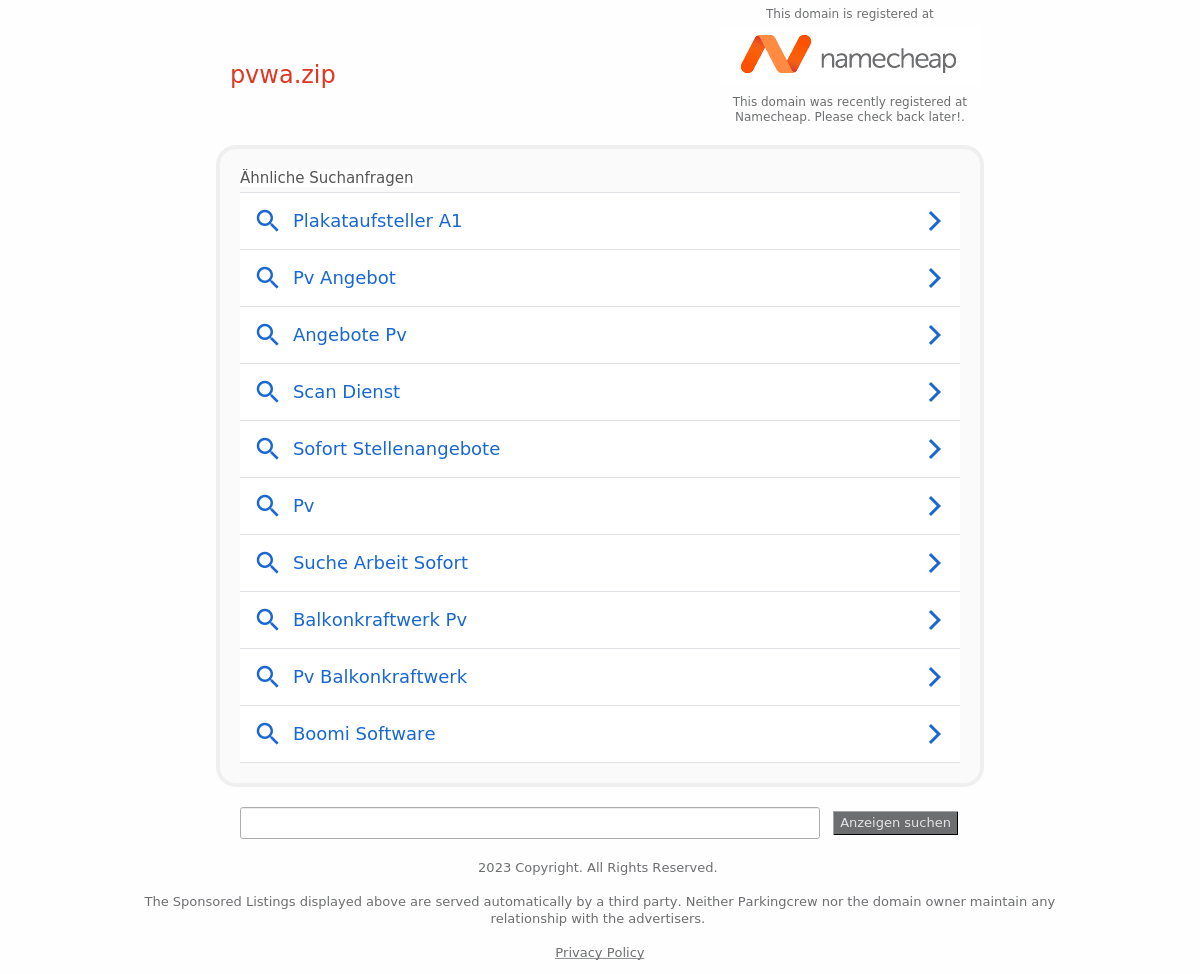 This domain is registered at
namecheap
pvwa.zip
This domain was recently registered at
Namecheap. Please check back later!.
Ähnliche Suchanfragen
Plakataufsteller A1
Pv Angebot
Angebote Pv
Scan Dienst
Sofort Stellenangebote
Pv
Suche Arbeit Sofort
Balkonkraftwerk Pv
Pv Balkonkraftwerk
Boomi Software
Anzeigen suchen
2023 Copyright. All Rights Reserved.
The Sponsored Listings displayed above are served automatically by a third party. Neither Parkingcrew nor the domain owner maintain any
relationship with the advertisers.
Privacy Policy